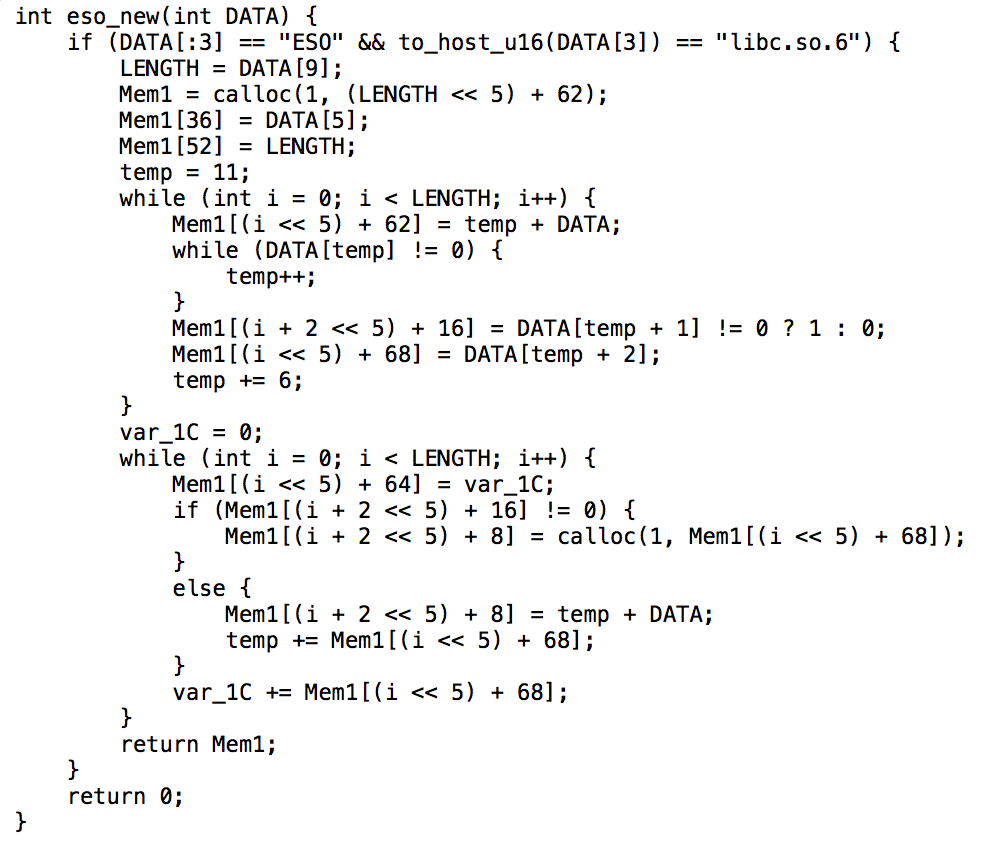 int eso_new(int DATA) {
    if (DATA[:3] == "ESO" && to_host_u16(DATA[3]) == "libc.so.6") {
        LENGTH = DATA[9];
        Mem1 = calloc(1, (LENGTH << 5) + 62);
        Mem1[36] = DATA[5];
        Mem1[52] = LENGTH;
        temp = 11;
        while (int i = 0; i < LENGTH; i++) {
            Mem1[(i << 5) + 62] = temp + DATA;
            while (DATA[temp] != 0) {
                temp++;
            }
            Mem1[(i + 2 << 5) + 16] = DATA[temp + 1] != 0 ? 1 : 0;
            Mem1[(i << 5) + 68] = DATA[temp + 2];
            temp += 6;
        }
        var_1C = 0;
        while (int i = 0; i < LENGTH; i++) {
            Mem1[(i << 5) + 64] = var_1C;
            if (Mem1[(i + 2 << 5) + 16] != 0) {
                Mem1[(i + 2 << 5) + 8] = calloc(1, Mem1[(i << 5) + 68]);
            }
            else {
                Mem1[(i + 2 << 5) + 8] = temp + DATA;
                temp += Mem1[(i << 5) + 68];
            }
            var_1C += Mem1[(i << 5) + 68];
        }
        return Mem1;
    }
    return 0;
}